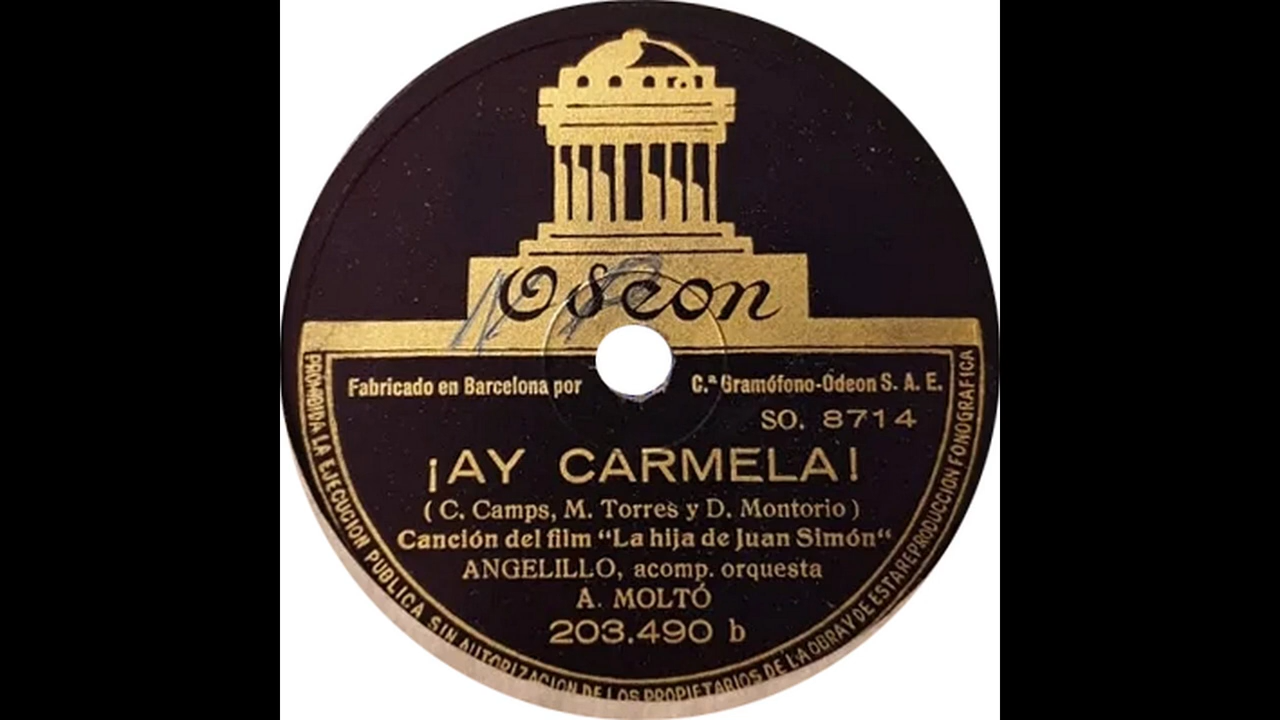 Odeon
Fabricado en Barcelona por C.ª Gramófono-Odeon S. A. E.
SO. 8714
¡AY CARMELA!
( C. Camps, M. Torres y D. Montorio )
Canción del film “La hija de Juan Simón“
ANGELILLO, acomp. orquesta
A. MOLTÓ
203.490 b
PROHIBIDA LA EJECUCION PUBLICA SIN AUTORIZACION DE LOS PROPIETARIOS DE LA OBRA Y DE ESTA REPRODUCCION FONOGRAFICA